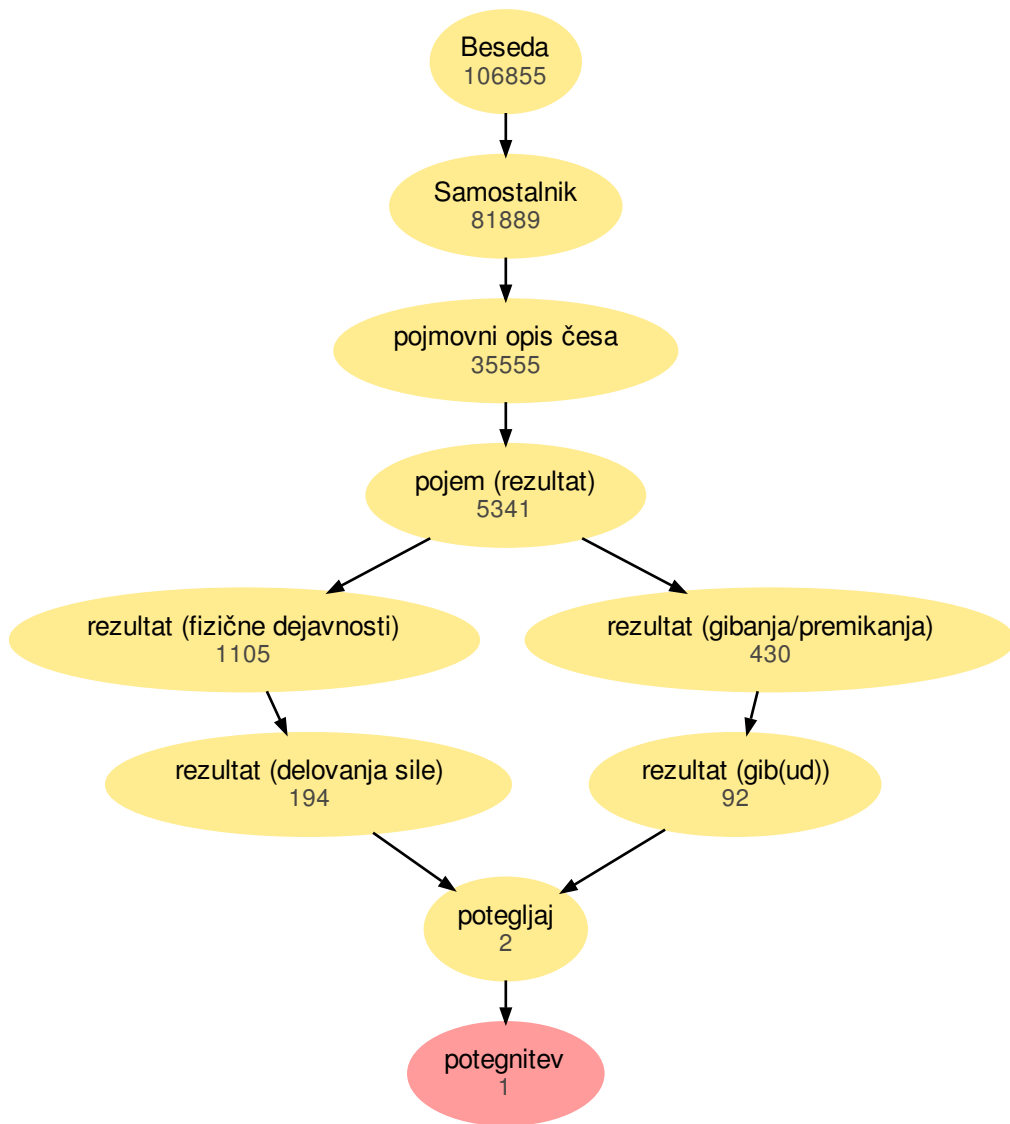 Beseda
106855
Samostalnik
81889
pojmovni opis česa
35555
pojem (rezultat)
5341
rezultat (fizične dejavnosti)
1105
rezultat (gibanja/premikanja)
430
rezultat (delovanja sile)
194
rezultat (gib(ud))
92
potegljaj
2
potegnitev
1